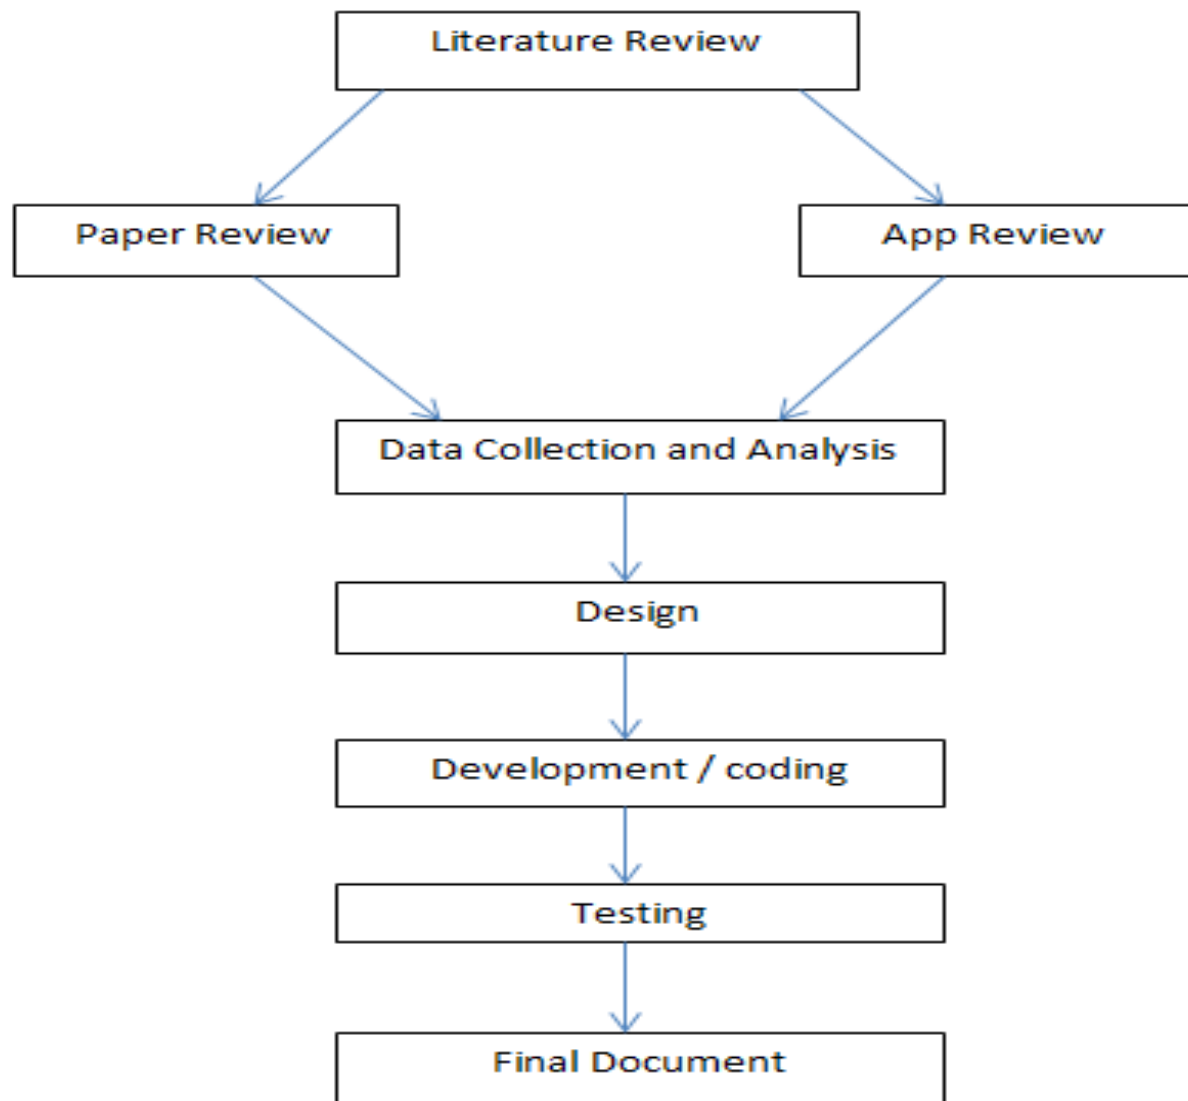 Literature Review
Paper Review
App Review
Data Collection and Analysis
Design
Development / coding
Testing
Final Document